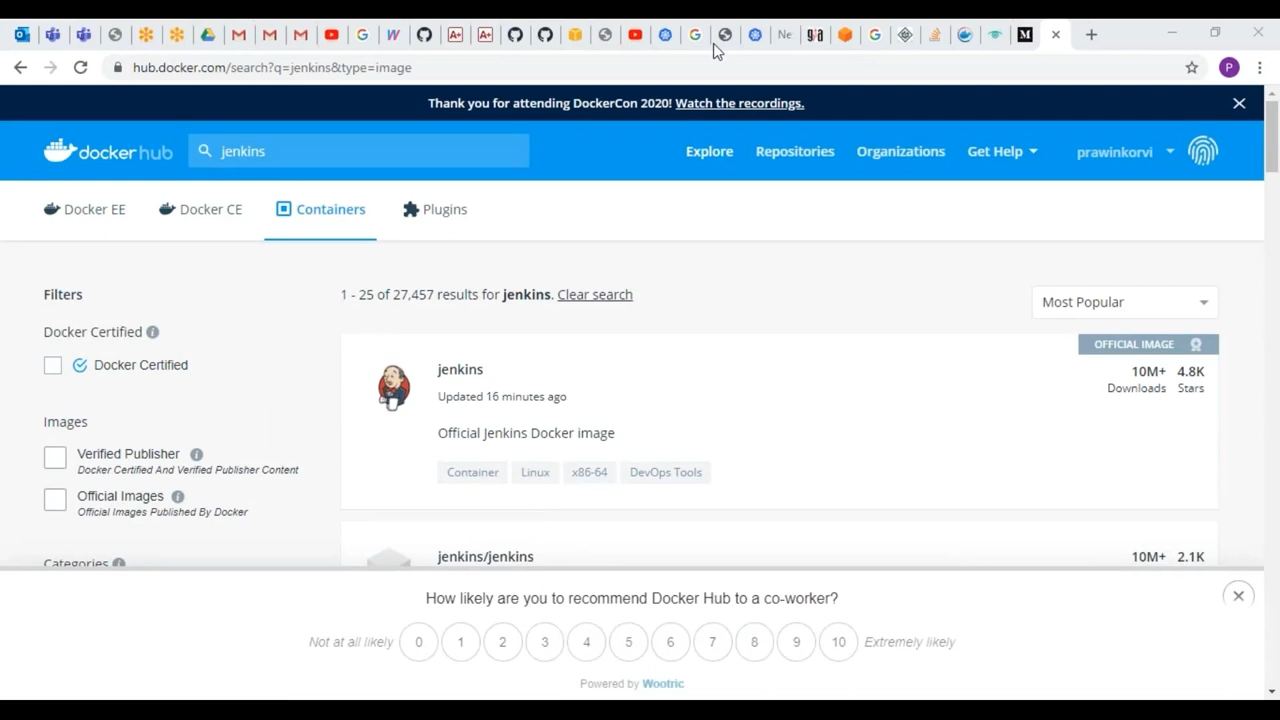 A+ A+ Ne g|a M
hub.docker.com/search?q=jenkins&type=image P
Thank you for attending DockerCon 2020! Watch the recordings.
docker hub jenkins Explore Repositories Organizations Get Help prawinkorvi
Docker EE Docker CE Containers Plugins
Filters
1 - 25 of 27,457 results for jenkins. Clear search
Most Popular
Docker Certified
Docker Certified
Images
Verified Publisher
Docker Certified And Verified Publisher Content
Official Images
Official Images Published By Docker
Categories
OFFICIAL IMAGE
jenkins
10M+ 4.8K
Downloads Stars
Updated 16 minutes ago
Official Jenkins Docker image
Container Linux x86-64 DevOps Tools
jenkins/jenkins
10M+ 2.1K
How likely are you to recommend Docker Hub to a co-worker?
Not at all likely 0 1 2 3 4 5 6 7 8 9 10 Extremely likely
Powered by Wootric